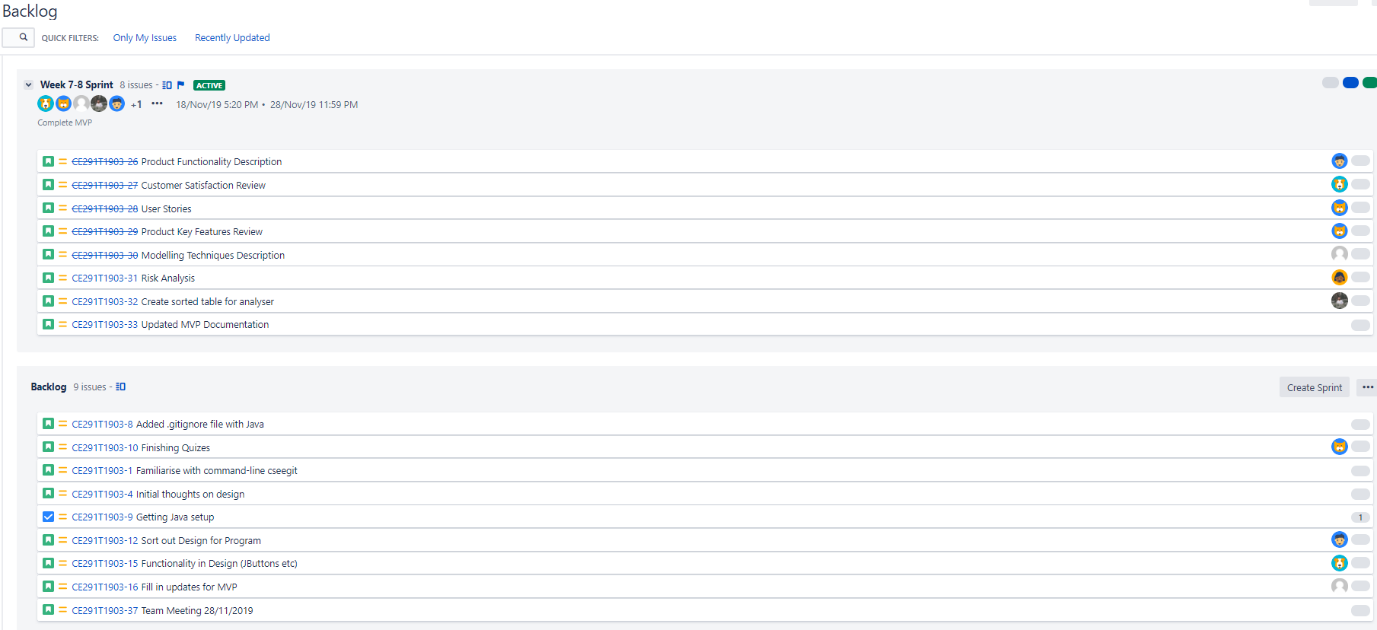 Backlog
QUICK FILTERS: Only My Issues Recently Updated
Week 7-8 Sprint 8 issues ACTIVE
+1 ••• 18/Nov/19 5:20 PM • 28/Nov/19 11:59 PM
Complete MVP
CE291T1903-26 Product Functionality Description
CE291T1903-27 Customer Satisfaction Review
CE291T1903-28 User Stories
CE291T1903-29 Product Key Features Review
CE291T1903-30 Modelling Techniques Description
CE291T1903-31 Risk Analysis
CE291T1903-32 Create sorted table for analyser
CE291T1903-33 Updated MVP Documentation
Backlog 9 issues Create Sprint •••
CE291T1903-8 Added .gitignore file with Java
CE291T1903-10 Finishing Quizes
CE291T1903-1 Familiarise with command-line cseegit
CE291T1903-4 Initial thoughts on design
CE291T1903-9 Getting Java setup 1
CE291T1903-12 Sort out Design for Program
CE291T1903-15 Functionality in Design (JButtons etc)
CE291T1903-16 Fill in updates for MVP
CE291T1903-37 Team Meeting 28/11/2019